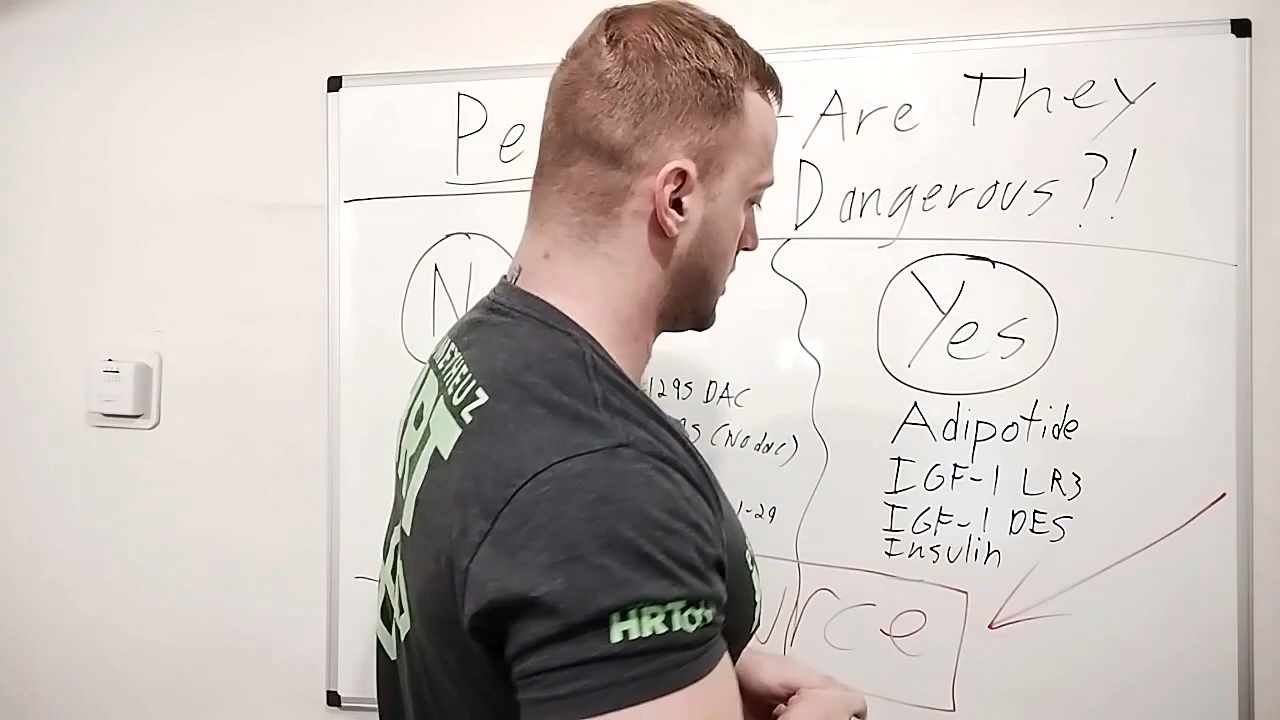 Pe - Are They
Dangerous?!
N
Yes
-1295 DAC
95 (No dac)
1-29
Adipotide
IGF-1 LR3
IGF-1 DES
Insulin
urce
HRT